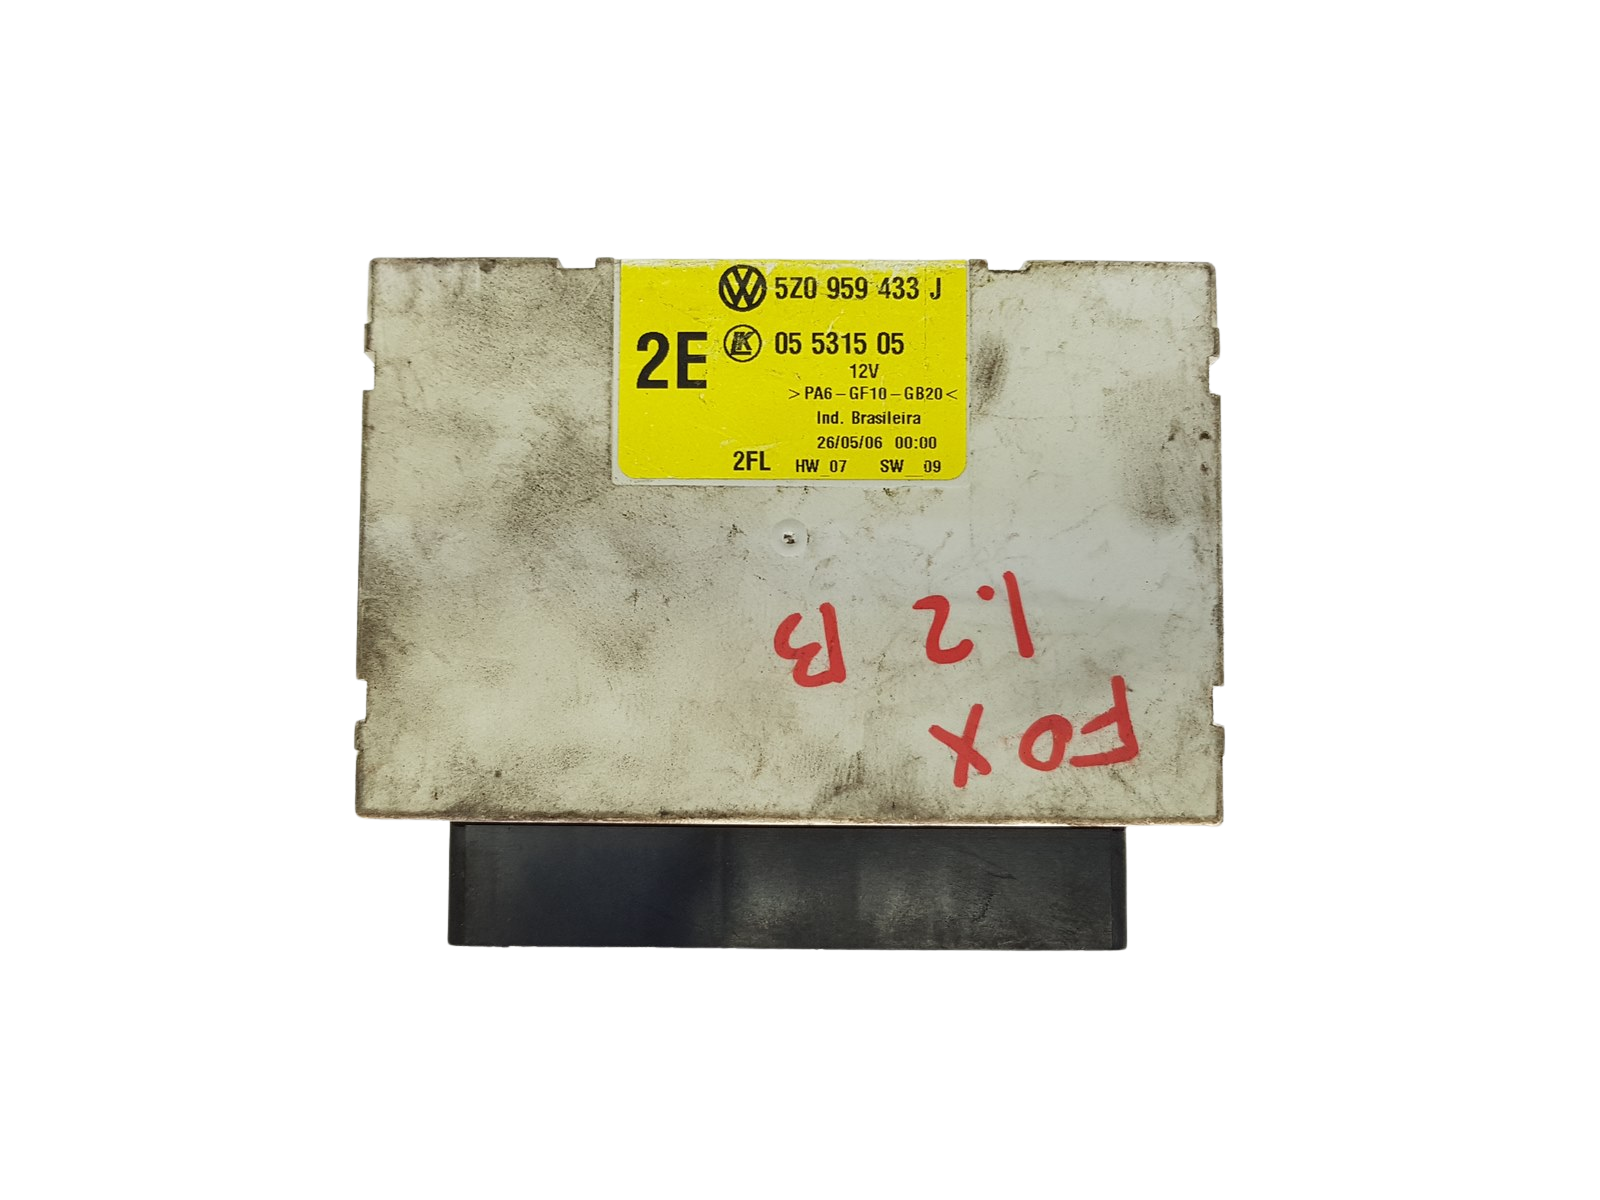 5Z0 959 433 J
2E
05 5315 05
12V
>PA6-GF10-GB20<
Ind. Brasileira
26/05/06 00:00
2FL HW_07 SW__09
FOX
1.2 B